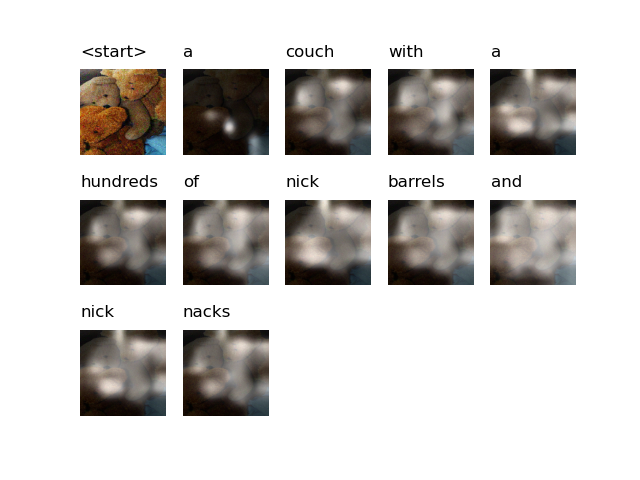 <start> a couch with a
hundreds of nick barrels and
nick nacks